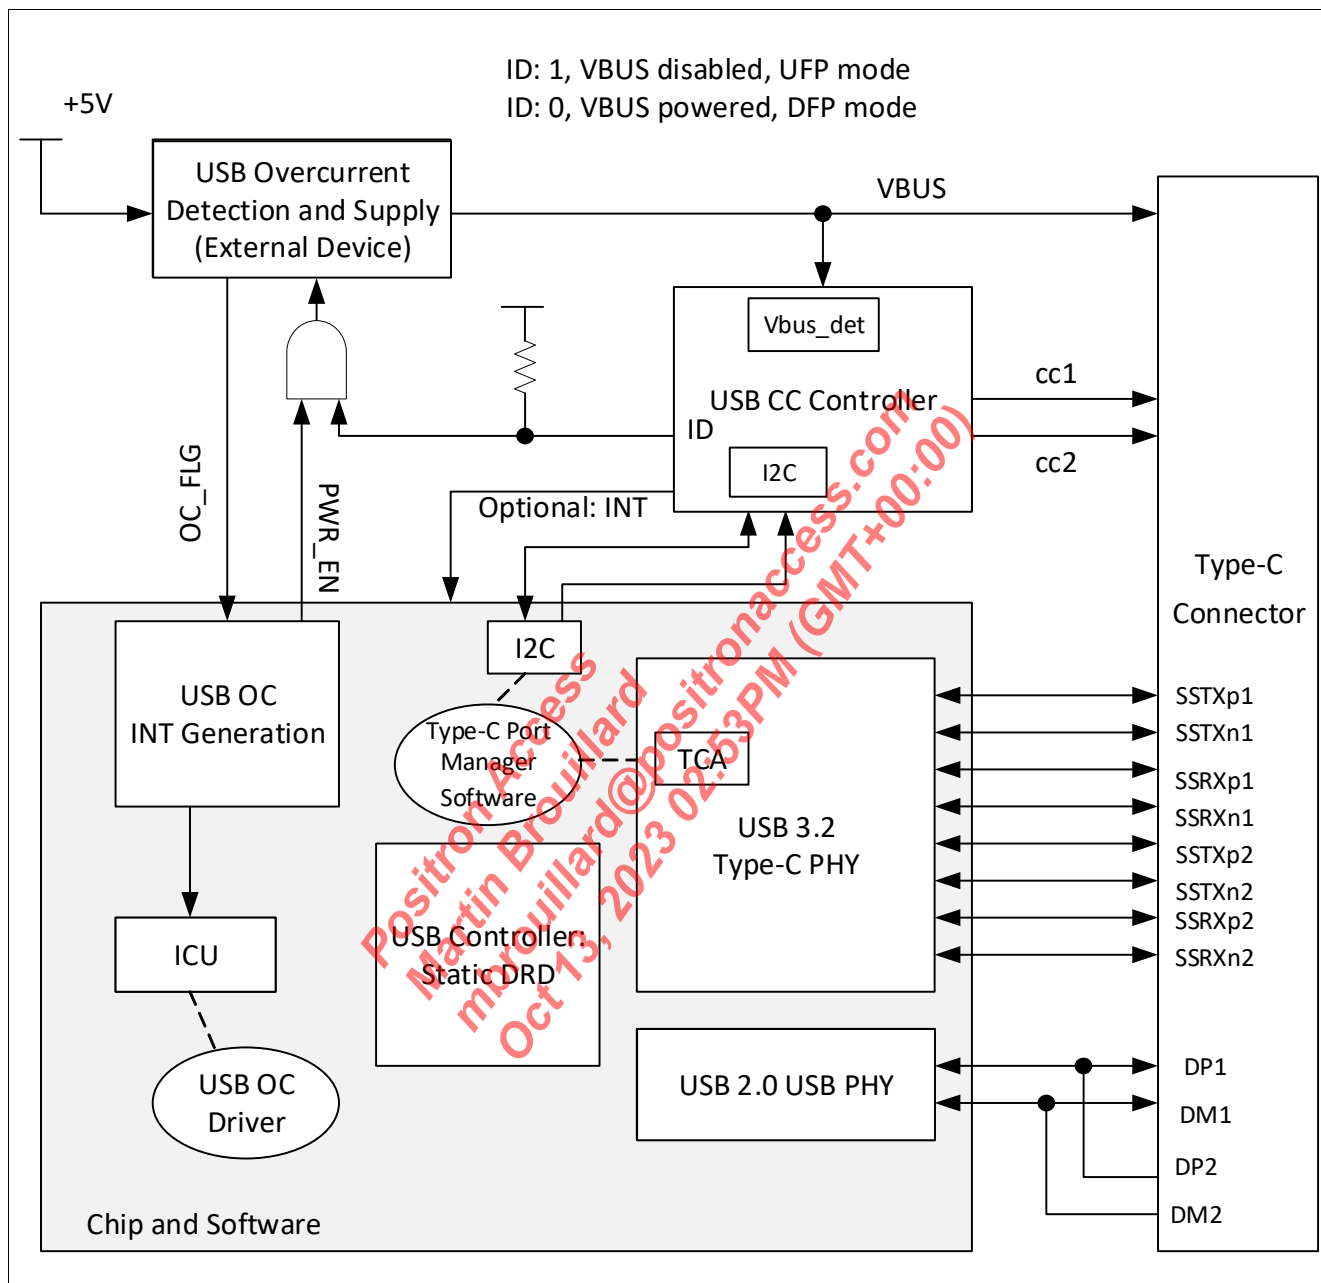 ID: 1, VBUS disabled, UFP mode
ID: 0, VBUS powered, DFP mode
+5V
USB Overcurrent
Detection and Supply
(External Device)
VBUS
Vbus_det
USB CC Controller
ID
I2C
cc1
cc2
OC_FLG
PWR_EN
Optional: INT
Type-C
Connector
I2C
USB OC
INT Generation
Type-C Port
Manager
Software
TCA
USB 3.2
Type-C PHY
SSTXp1
SSTXn1
SSRXp1
SSRXn1
SSTXp2
SSTXn2
SSRXp2
SSRXn2
ICU
USB Controller:
Static DRD
USB OC
Driver
USB 2.0 USB PHY
DP1
DM1
DP2
DM2
Chip and Software
Positron Access
Martin Brouillard
mbrouillard@positronaccess.com
Oct 13, 2023 02:53PM (GMT+00:00)